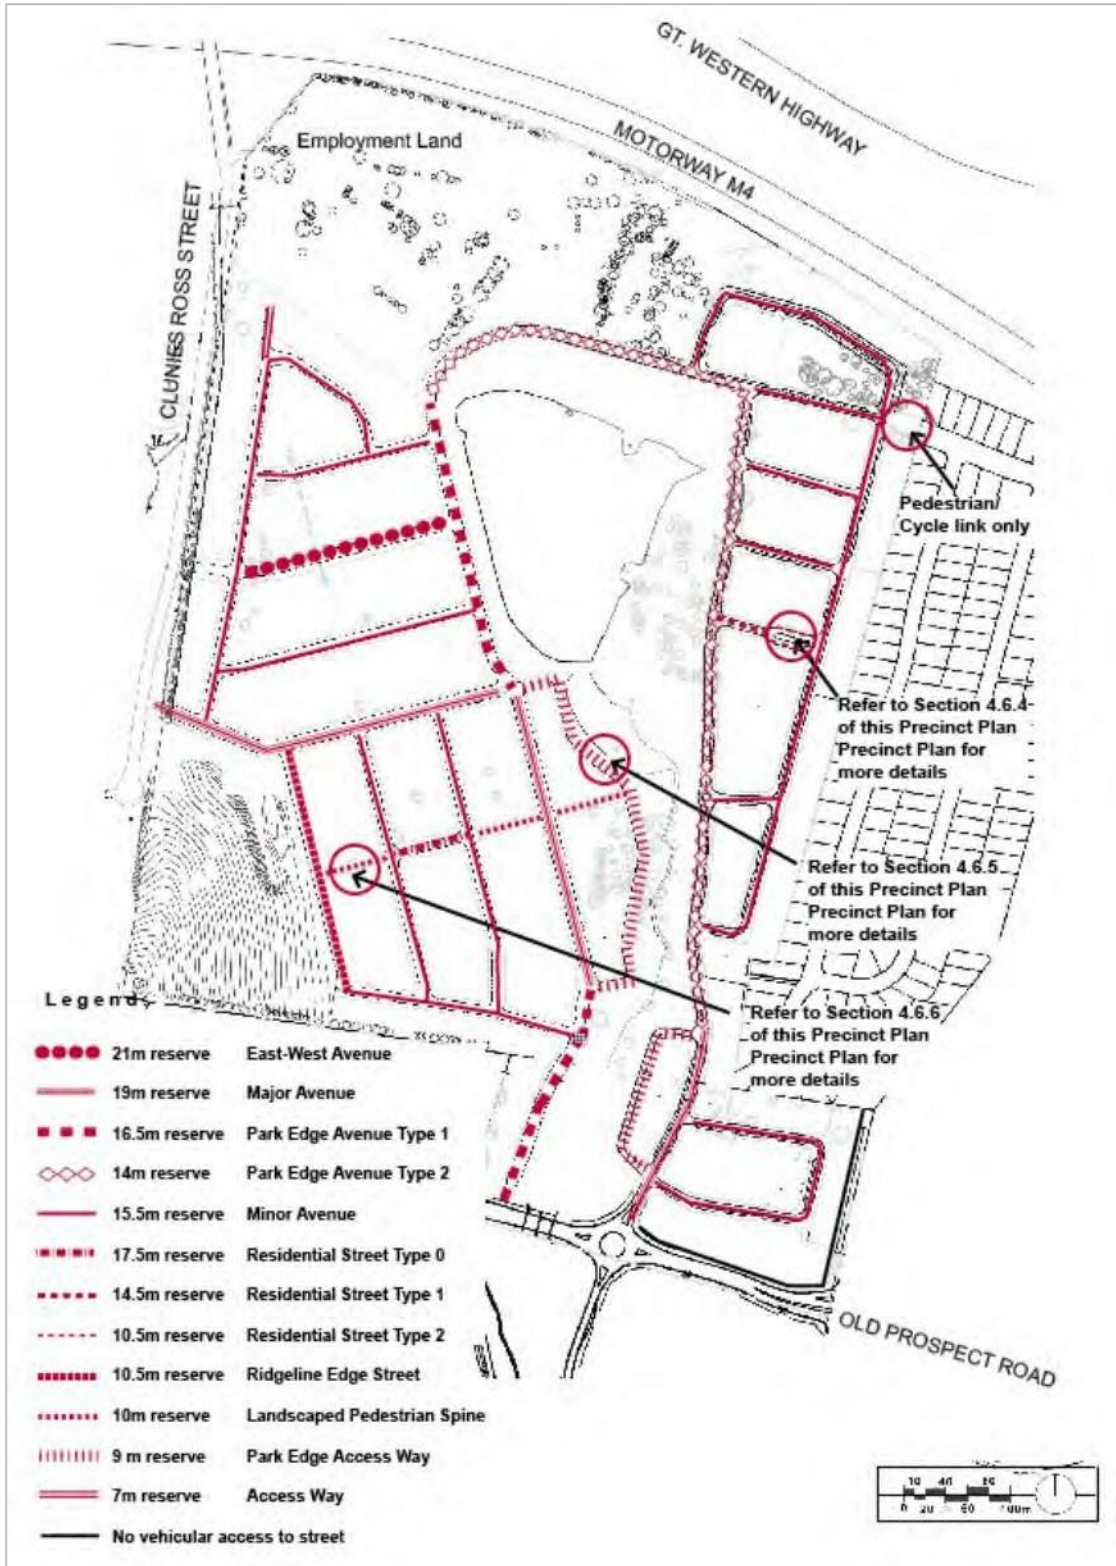 GT. WESTERN HIGHWAY
MOTORWAY M4
Employment Land
CLUNIES ROSS STREET
Pedestrian/
Cycle link only
Refer to Section 4.6.4
of this Precinct Plan
Precinct Plan for
more details
Refer to Section 4.6.5
of this Precinct Plan
Precinct Plan for
more details
Refer to Section 4.6.6
of this Precinct Plan
Precinct Plan for
more details
OLD PROSPECT ROAD
Legend
21m reserve East-West Avenue
19m reserve Major Avenue
16.5m reserve Park Edge Avenue Type 1
14m reserve Park Edge Avenue Type 2
15.5m reserve Minor Avenue
17.5m reserve Residential Street Type 0
14.5m reserve Residential Street Type 1
10.5m reserve Residential Street Type 2
10.5m reserve Ridgeline Edge Street
10m reserve Landscaped Pedestrian Spine
9 m reserve Park Edge Access Way
7m reserve Access Way
No vehicular access to street
10 40 80
0 20 60 100m